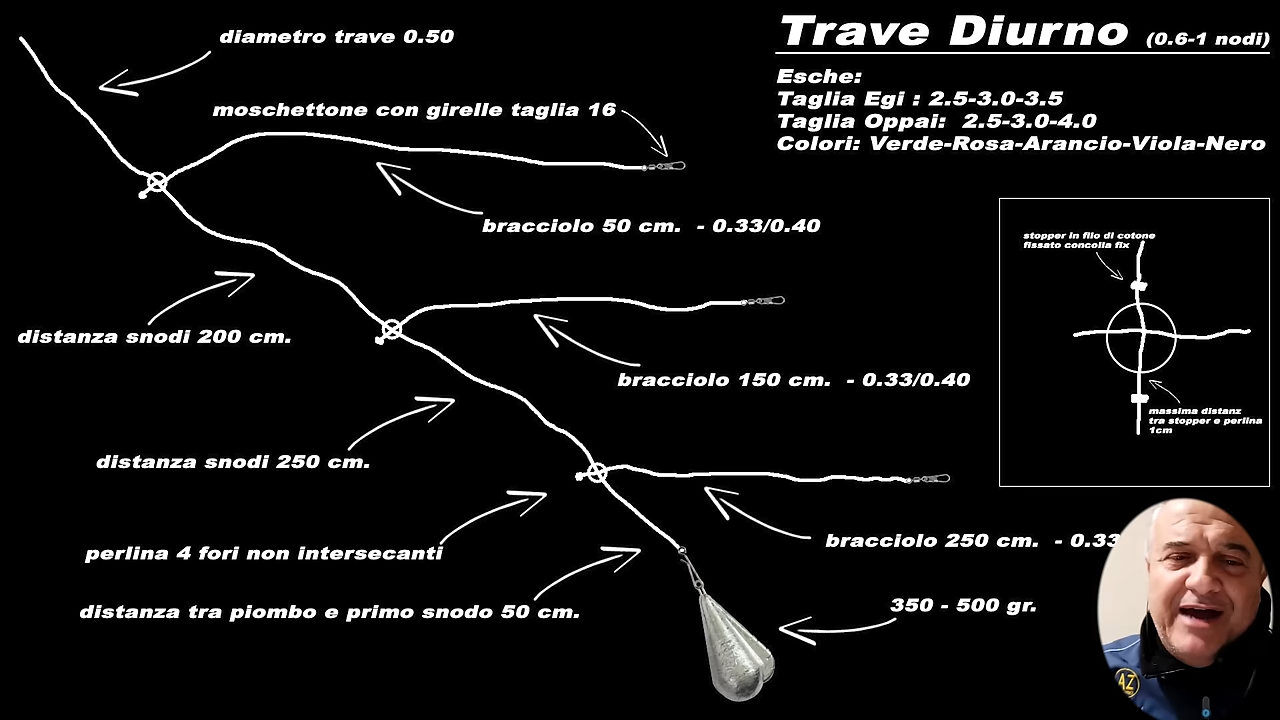 Trave Diurno (0.6-1 nodi)
Esche:
Taglia Egi : 2.5-3.0-3.5
Taglia Oppai: 2.5-3.0-4.0
Colori: Verde-Rosa-Arancio-Viola-Nero
diametro trave 0.50
moschettone con girelle taglia 16
bracciolo 50 cm. - 0.33/0.40
stopper in filo di cotone
fissato concolla fix
distanza snodi 200 cm.
bracciolo 150 cm. - 0.33/0.40
massima distanz
tra stopper e perlina
1cm
distanza snodi 250 cm.
bracciolo 250 cm. - 0.33
perlina 4 fori non intersecanti
distanza tra piombo e primo snodo 50 cm.
350 - 500 gr.
AZ